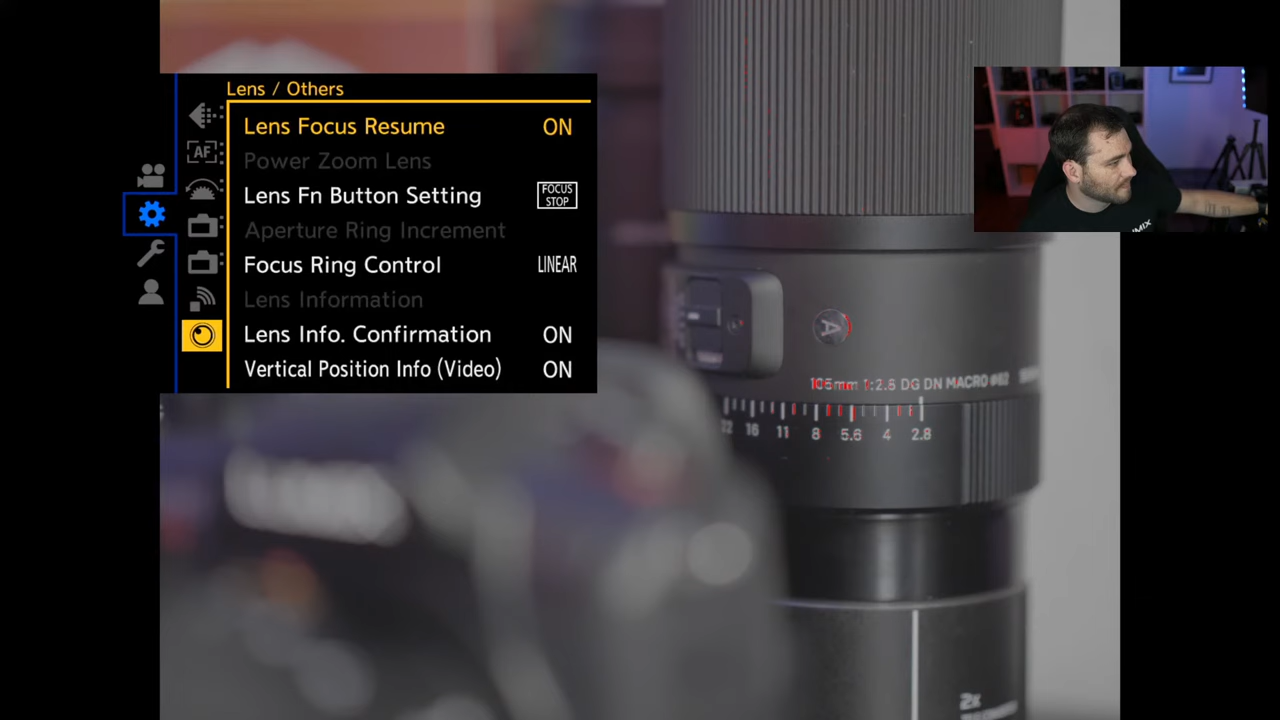 Lens / Others
Lens Focus Resume ON
Power Zoom Lens
AF
Lens Fn Button Setting FOCUS STOP
Aperture Ring Increment
Focus Ring Control LINEAR
Lens Information
Lens Info. Confirmation ON
Vertical Position Info (Video) ON
A
105mm 1:2.8 DG DN MACRO ø62
22 16 11 8 5.6 4 2.8
2x